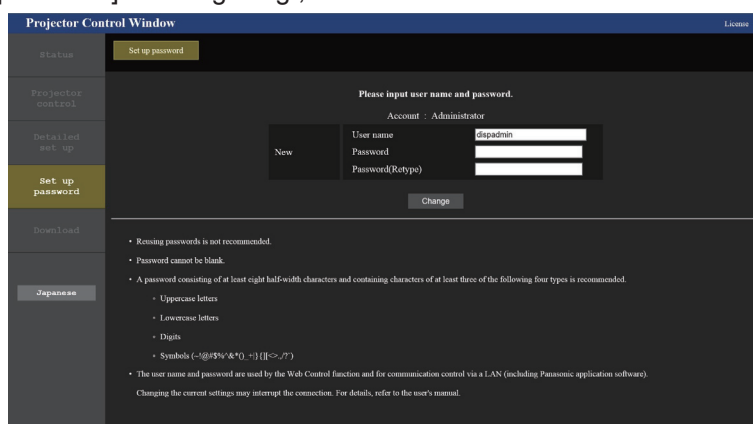 Projector Control Window
License
Status
Set up password
Projector
control
Detailed
set up
Set up
password
Download
Japanese
Please input user name and password.
Account : Administrator
New
User name
dispadmin
Password
Password(Retype)
Change
• Reusing passwords is not recommended.
• Password cannot be blank.
• A password consisting of at least eight half-width characters and containing characters of at least three of the following four types is recommended.
Uppercase letters
Lowercase letters
Digits
Symbols (~!@#$%^&*()_+|}{][<>.,/?`)
• The user name and password are used by the Web Control function and for communication control via a LAN (including Panasonic application software).
Changing the current settings may interrupt the connection. For details, refer to the user's manual.